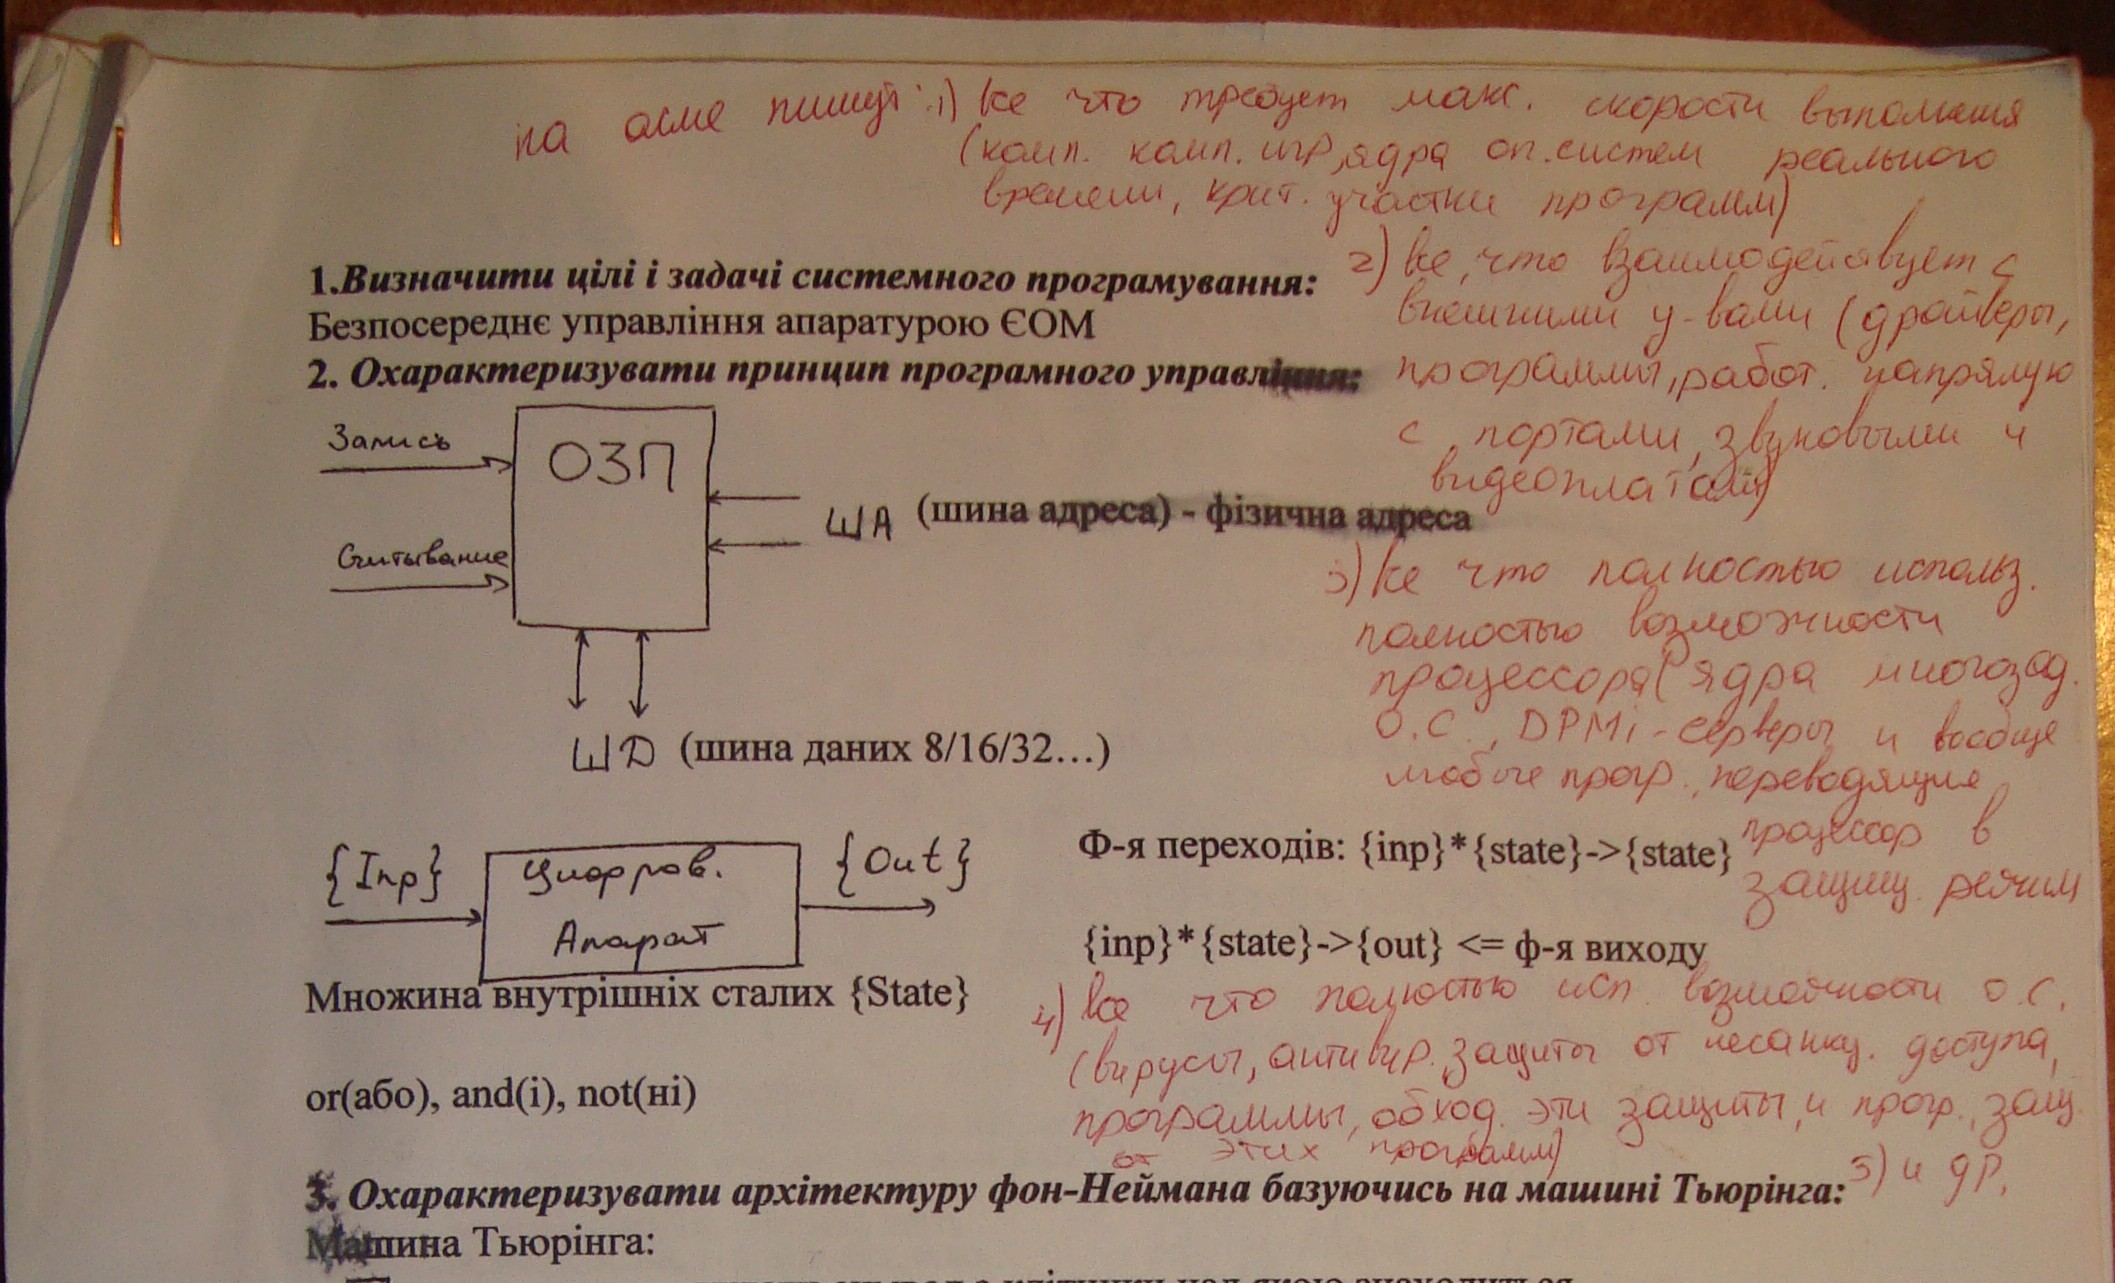 на асме пишут: 1) Все что требует макс. скорости выполнения
(комп. комп. игр, ядра оп. систем реального
времени, крит. участки программ)
1.Визначити цілі і задачі системного програмування:
Безпосереднє управління апаратурою ЄОМ
2. Охарактеризувати принцип програмного управління:
2) Все, что взаимодействует с
внешними у-вами (драйверы,
программы, работ. напрямую
с портами, звуковыми и
видеоплатами)
Запись
ОЗП
Считывание
ША (шина адреса) - фізична адреса
ШД (шина даних 8/16/32…)
3) Все что полностью использ.
полностью возможности
процессора (ядра многозад.
О.С., DPMi-серверы и вообще
любые прогр., переводящие
процессор в
защищ. режим
{Inp}
Цифров.
Апарат
{Out}
Ф-я переходів: {inp}*{state}->{state}
{inp}*{state}->{out} <= ф-я виходу
Множина внутрішніх сталих {State}
or(або), and(і), not(ні)
4) Все что полностью исп. возможности о.с.
(вирусы, антивир. защиты от несанкц. доступа,
программы, обход. эти защиты, и прогр., защ.
от этих программ)
5) и др.
3. Охарактеризувати архітектуру фон-Неймана базуючись на машині Тьюрінга:
Машина Тьюрінга: